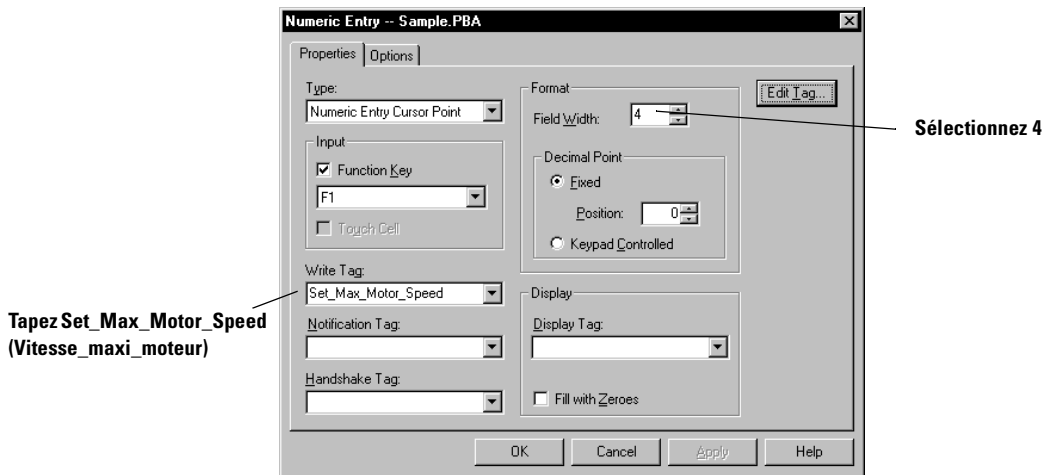 Numeric Entry -- Sample.PBA
Properties
Options
Type:
Numeric Entry Cursor Point
Input
Function Key
F1
Touch Cell
Write Tag:
Set_Max_Motor_Speed
Notification Tag:
Handshake Tag:
Format
Field Width:
4
Decimal Point
Fixed
Position:
0
Keypad Controlled
Display
Display Tag:
Fill with Zeroes
Edit Tag...
OK
Cancel
Apply
Help
Sélectionnez 4
Tapez Set_Max_Motor_Speed
(Vitesse_maxi_moteur)